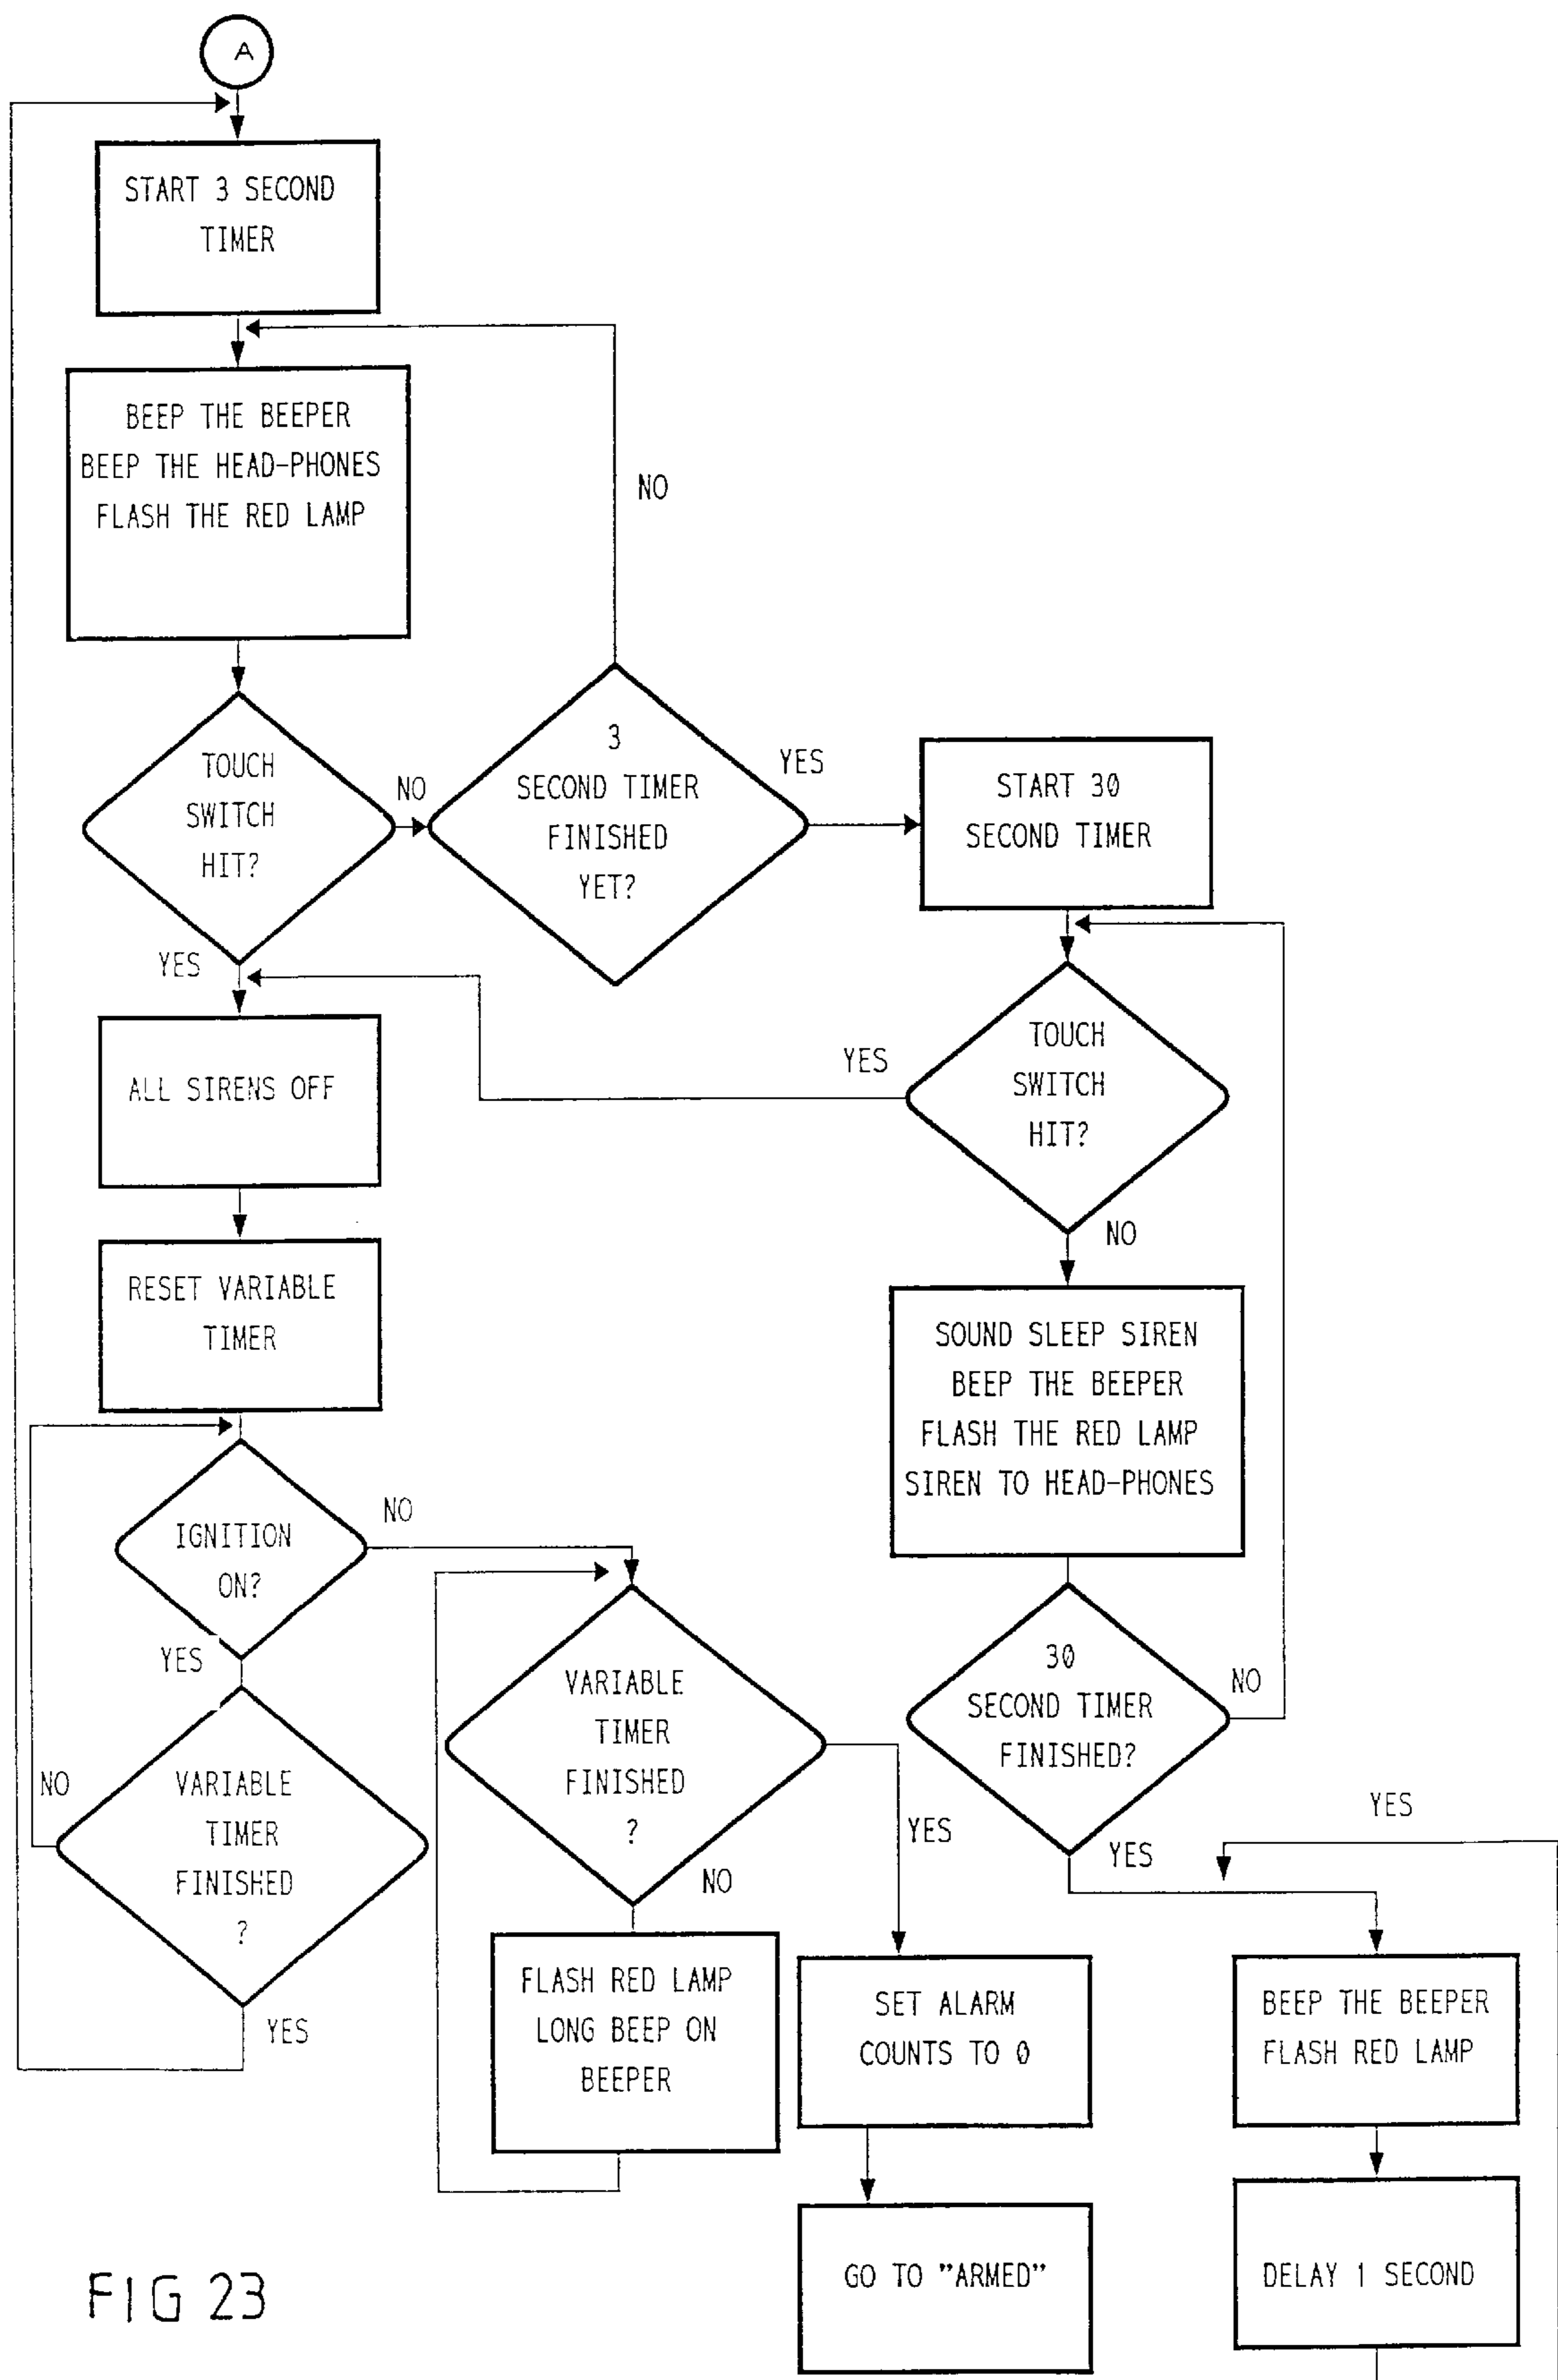 A
START 3 SECOND
TIMER
BEEP THE BEEPER
BEEP THE HEAD-PHONES
FLASH THE RED LAMP
NO
TOUCH
SWITCH
HIT?
NO
3
SECOND TIMER
FINISHED
YET?
YES
START 30
SECOND TIMER
YES
ALL SIRENS OFF
YES
TOUCH
SWITCH
HIT?
NO
RESET VARIABLE
TIMER
SOUND SLEEP SIREN
BEEP THE BEEPER
FLASH THE RED LAMP
SIREN TO HEAD-PHONES
IGNITION
ON?
NO
YES
VARIABLE
TIMER
FINISHED
?
NO
YES
VARIABLE
TIMER
FINISHED
?
YES
NO
30
SECOND TIMER
FINISHED?
NO
YES
YES
FLASH RED LAMP
LONG BEEP ON
BEEPER
SET ALARM
COUNTS TO 0
BEEP THE BEEPER
FLASH RED LAMP
GO TO "ARMED"
DELAY 1 SECOND
FIG 23